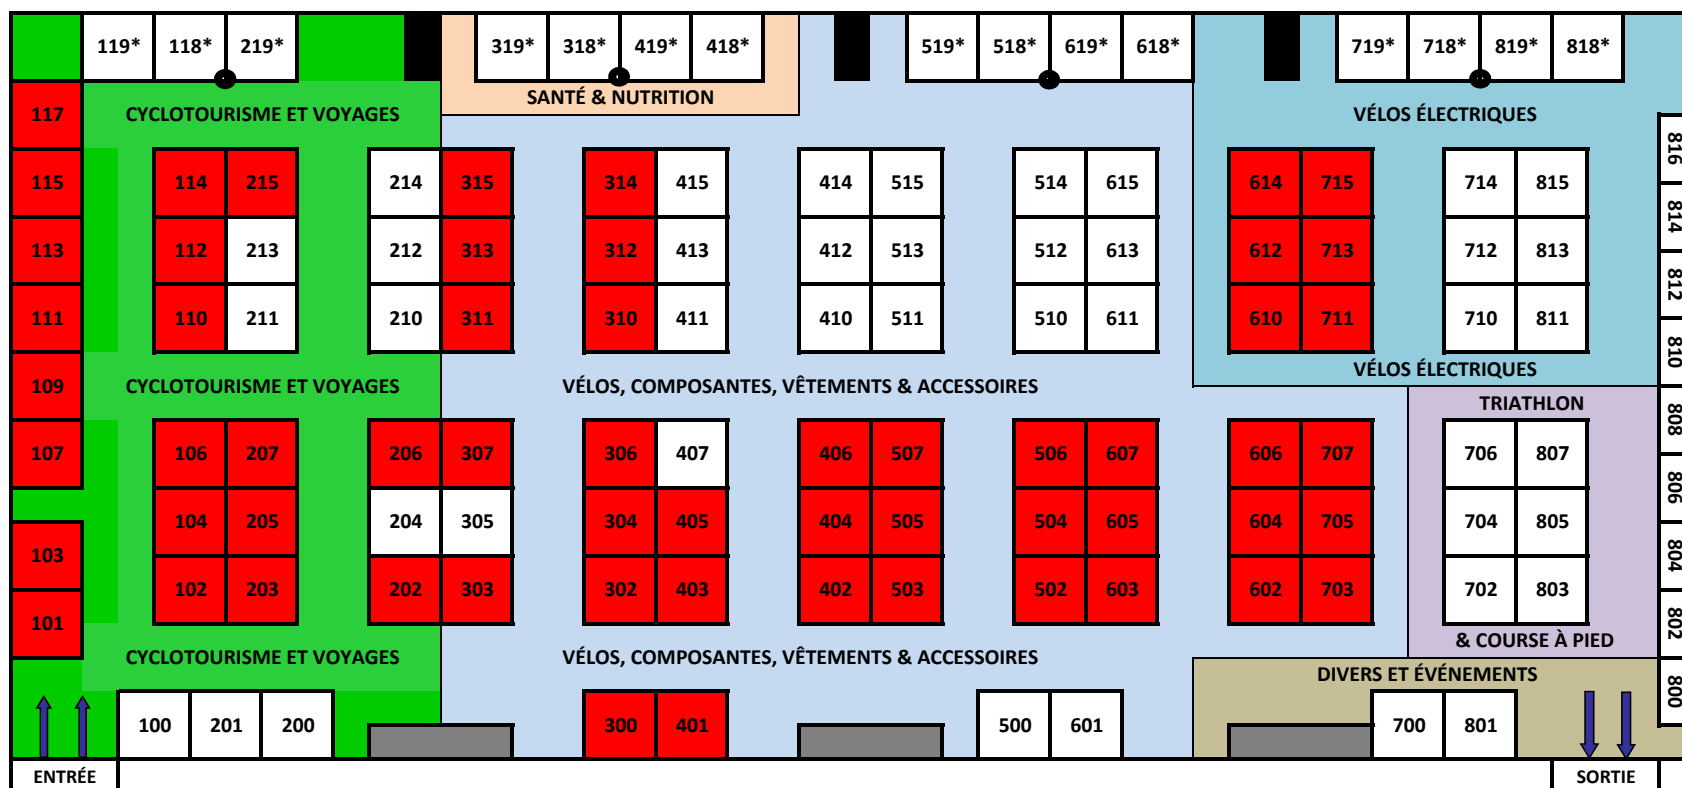 119* 118* 219* 319* 318* 419* 418* 519* 518* 619* 618* 719* 718* 819* 818*
SANTÉ & NUTRITION
117 CYCLOTOURISME ET VOYAGES VÉLOS ÉLECTRIQUES
816
115 114 215 214 315 314 415 414 515 514 615 614 715 714 815
814
113 112 213 212 313 312 413 412 513 512 613 612 713 712 813
812
111 110 211 210 311 310 411 410 511 510 611 610 711 710 811
810
VÉLOS ÉLECTRIQUES
109 CYCLOTOURISME ET VOYAGES VÉLOS, COMPOSANTES, VÊTEMENTS & ACCESSOIRES
TRIATHLON
808
107 106 207 206 307 306 407 406 507 506 607 606 707 706 807
806
104 205 204 305 304 405 404 505 504 605 604 705 704 805
103
804
102 203 202 303 302 403 402 503 502 603 602 703 702 803
101
802
& COURSE À PIED
CYCLOTOURISME ET VOYAGES VÉLOS, COMPOSANTES, VÊTEMENTS & ACCESSOIRES
DIVERS ET ÉVÉNEMENTS
800
100 201 200 300 401 500 601 700 801
ENTRÉE SORTIE